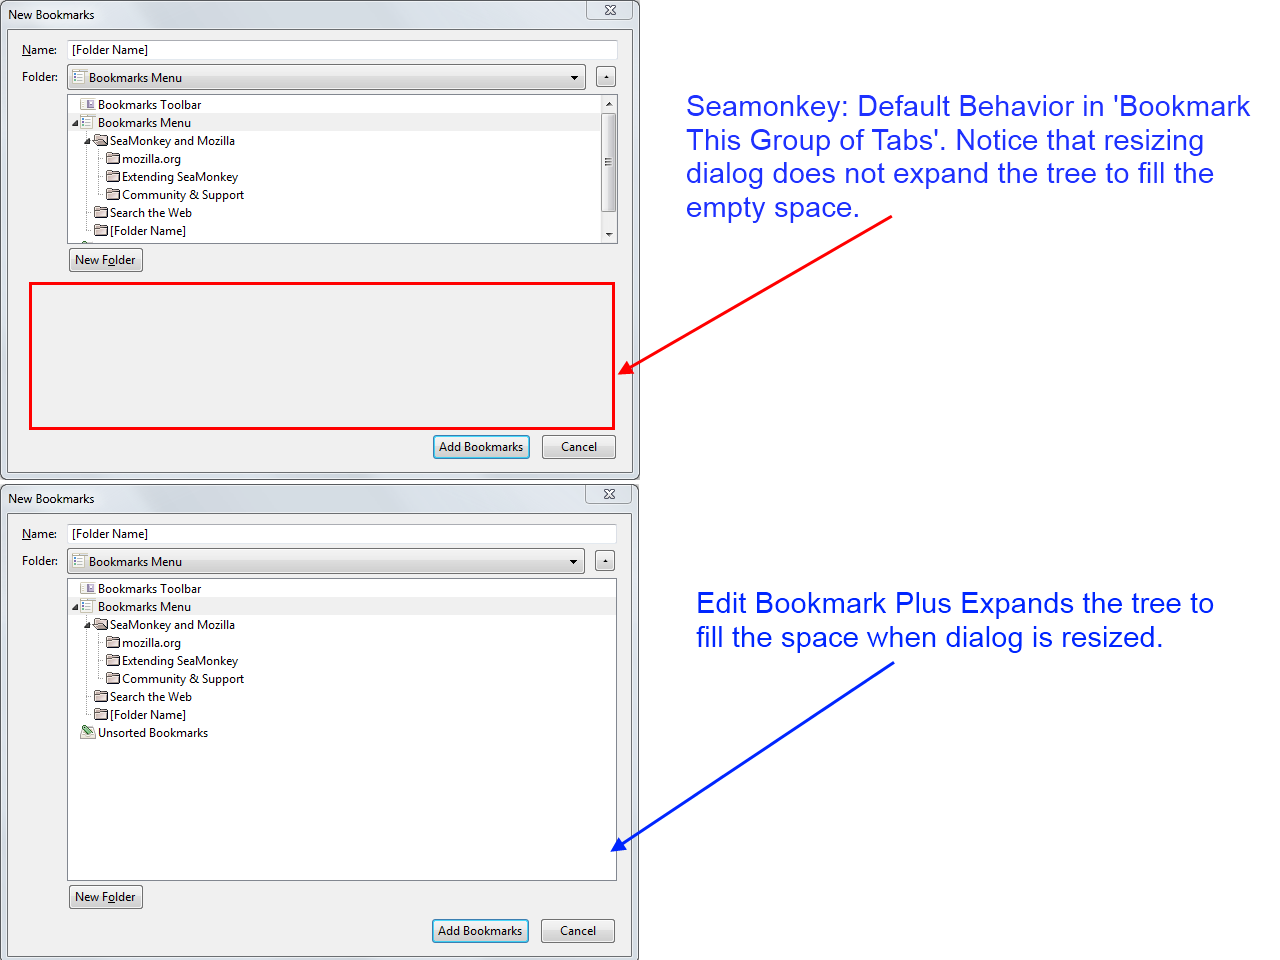 New Bookmarks
Name: [Folder Name]
Folder: Bookmarks Menu
Bookmarks Toolbar
Bookmarks Menu
SeaMonkey and Mozilla
mozilla.org
Extending SeaMonkey
Community & Support
Search the Web
[Folder Name]
New Folder
Add Bookmarks Cancel
Seamonkey: Default Behavior in 'Bookmark
This Group of Tabs'. Notice that resizing
dialog does not expand the tree to fill the
empty space.
New Bookmarks
Name: [Folder Name]
Folder: Bookmarks Menu
Bookmarks Toolbar
Bookmarks Menu
SeaMonkey and Mozilla
mozilla.org
Extending SeaMonkey
Community & Support
Search the Web
[Folder Name]
Unsorted Bookmarks
New Folder
Add Bookmarks Cancel
Edit Bookmark Plus Expands the tree to
fill the space when dialog is resized.